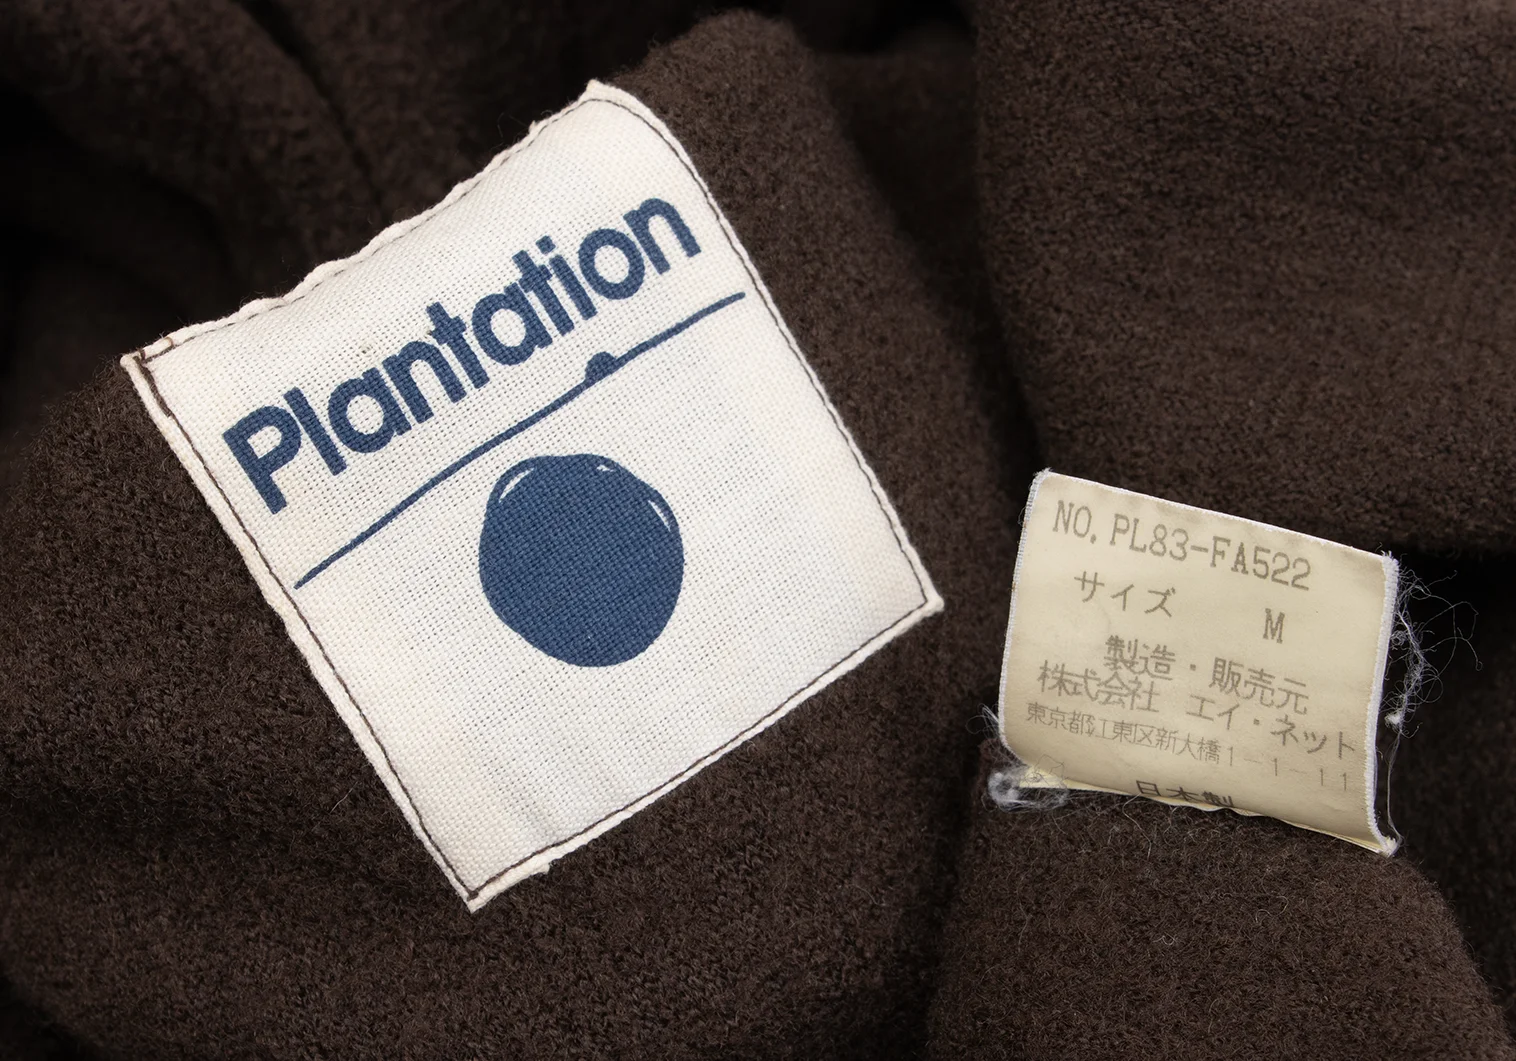 Plantation
NO. PL83-FA522
サイズ M
製造・販売元
株式会社 エイ・ネット
東京都江東区新大橋1-1-11
日本製